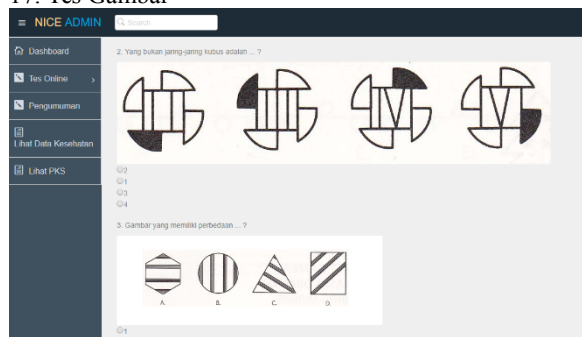 17. Tes Gambar
NICE ADMIN
Search
Dashboard
Tes Online
Pengumuman
Lihat Data Kesehatan
Lihat PKS
2. Yang bukan jaring-jaring kubus adalah ... ?
2
1
3
4
3. Gambar yang memiliki perbedaan ... ?
A. B. C. D.
1